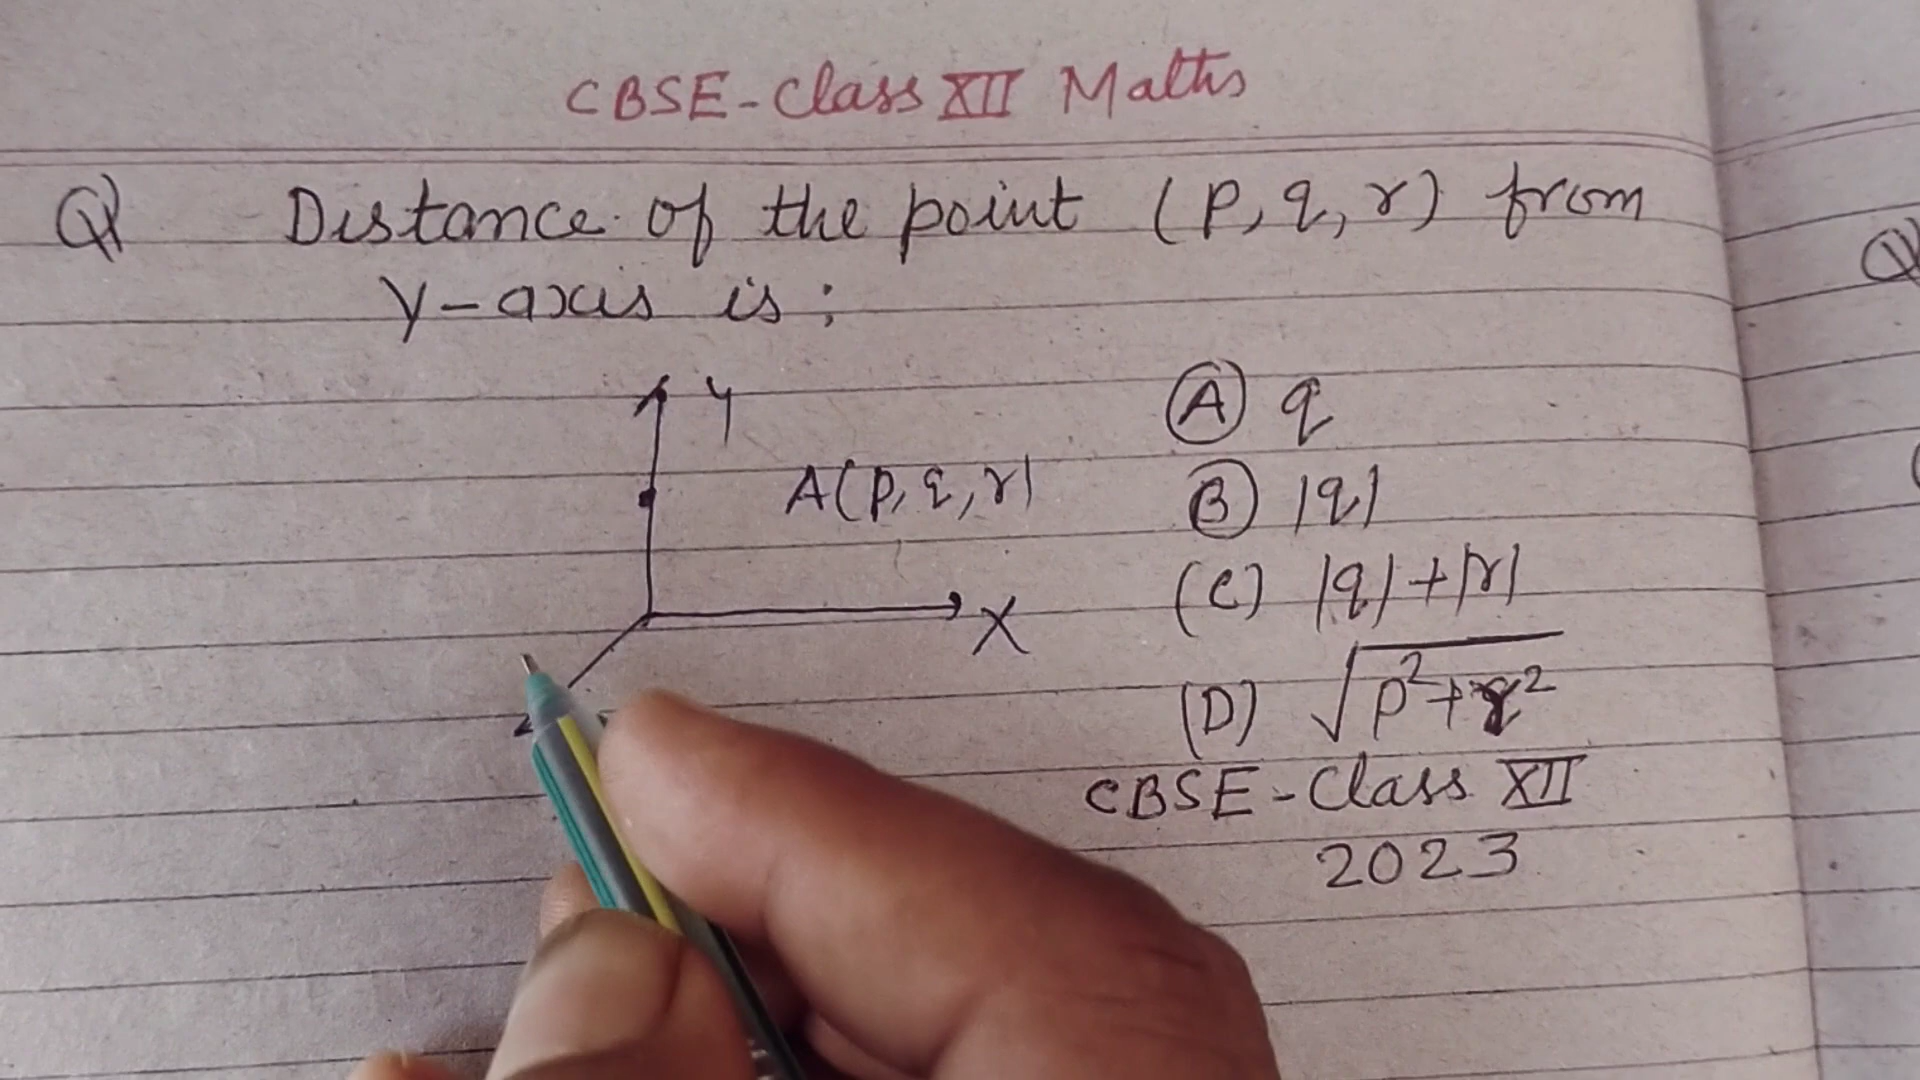 CBSE-Class XII Maths
Q Distance of the point (p, q, r) from
y-axis is :
Y
A(p, q, r)
X
(A) q
(B) |q|
(C) |q|+|r|
(D) √p²+r²
CBSE-Class XII
2023
Q